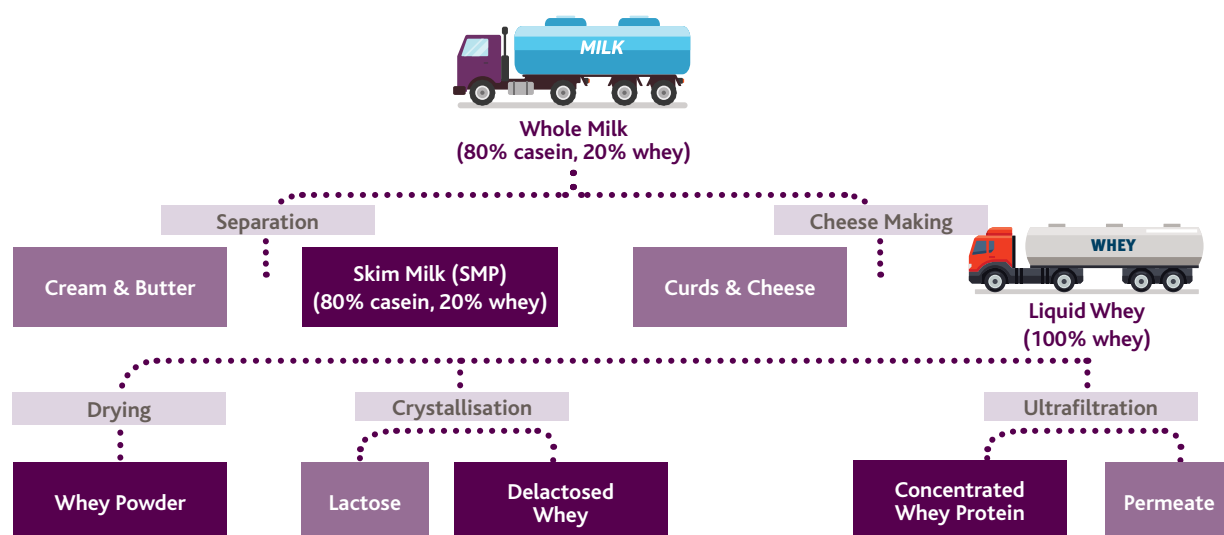 MILK
Whole Milk
(80% casein, 20% whey)
Separation
Cheese Making
Cream & Butter
Skim Milk (SMP)
(80% casein, 20% whey)
Curds & Cheese
WHEY
Liquid Whey
(100% whey)
Drying
Crystallisation
Ultrafiltration
Whey Powder
Lactose
Delactosed
Whey
Concentrated
Whey Protein
Permeate